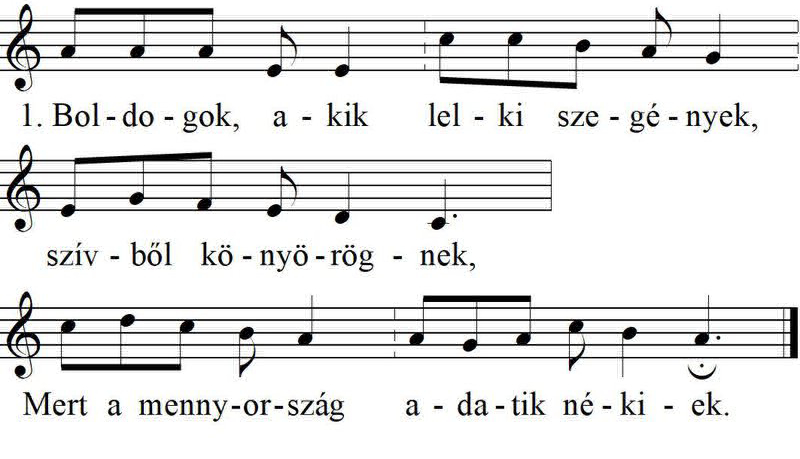 1. Bol-do-gok, a-kik lel-ki sze-gé-nyek,
szív-ből kö-nyö-rög-nek,
Mert a menny-or-szág a-da-tik né-ki-ek.